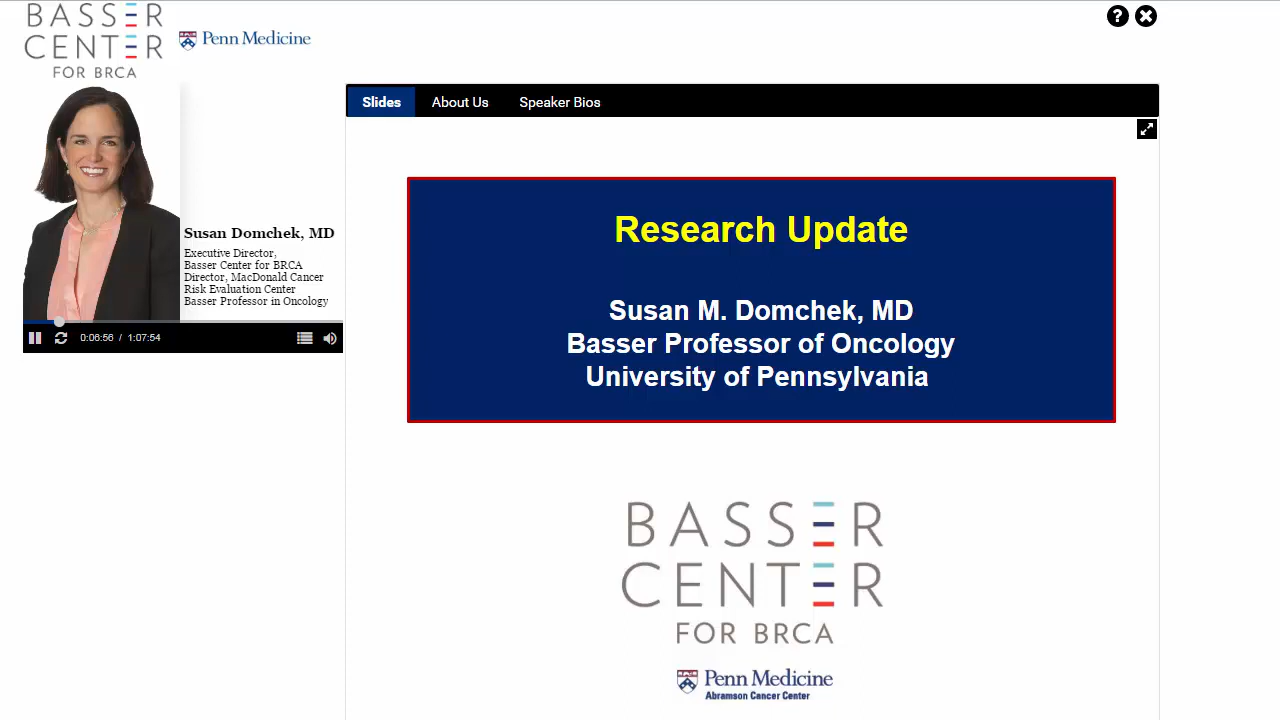 BASSER
CENTER
FOR BRCA
Penn Medicine
?
Slides
About Us
Speaker Bios
Susan Domchek, MD
Executive Director,
Basser Center for BRCA
Director, MacDonald Cancer
Risk Evaluation Center
Basser Professor in Oncology
0:06:56 / 1:07:54
Research Update
Susan M. Domchek, MD
Basser Professor of Oncology
University of Pennsylvania
BASSER
CENTER
FOR BRCA
Penn Medicine
Abramson Cancer Center